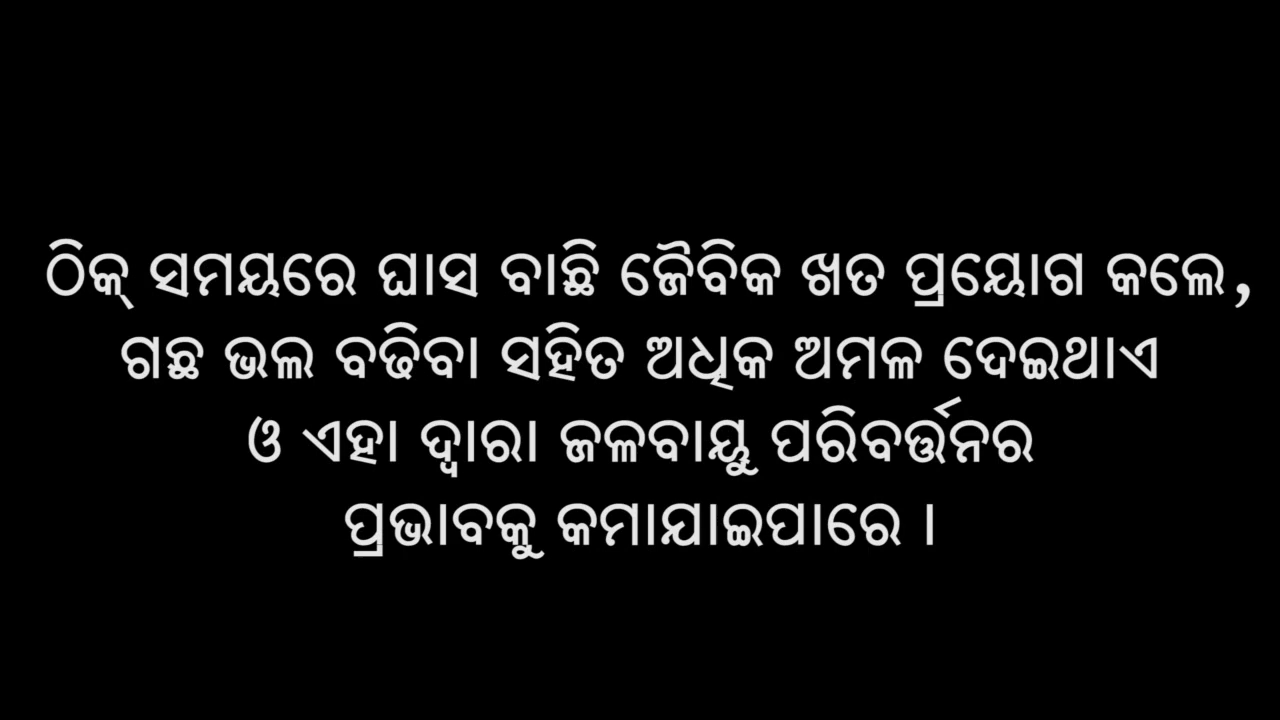 ଠିକ୍ ସମୟରେ ଘାସ ବାଛି ଜୈବିକ ଖତ ପ୍ରୟୋଗ କଲେ,
ଗଛ ଭଲ ବଢିବା ସହିତ ଅଧିକ ଅମଳ ଦେଇଥାଏ
ଓ ଏହା ଦ୍ୱାରା ଜଳବାୟୁ ପରିବର୍ତ୍ତନର
ପ୍ରଭାବକୁ କମାଯାଇପାରେ ।